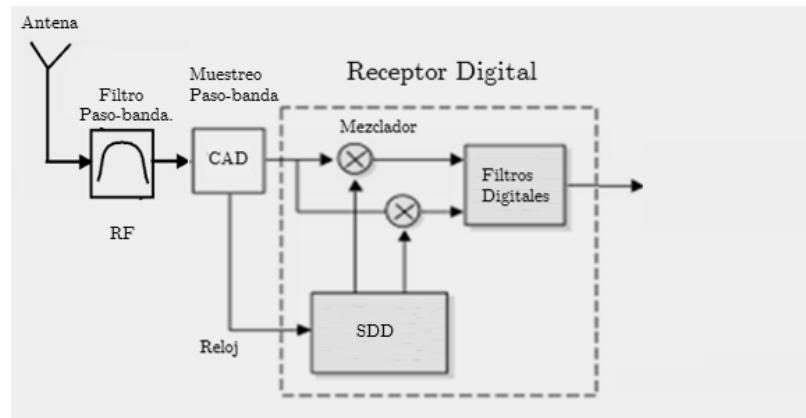 Antena
Filtro
Paso-banda.
RF
Muestreo
Paso-banda
CAD
Receptor Digital
Mezclador
Filtros
Digitales
SDD
Reloj